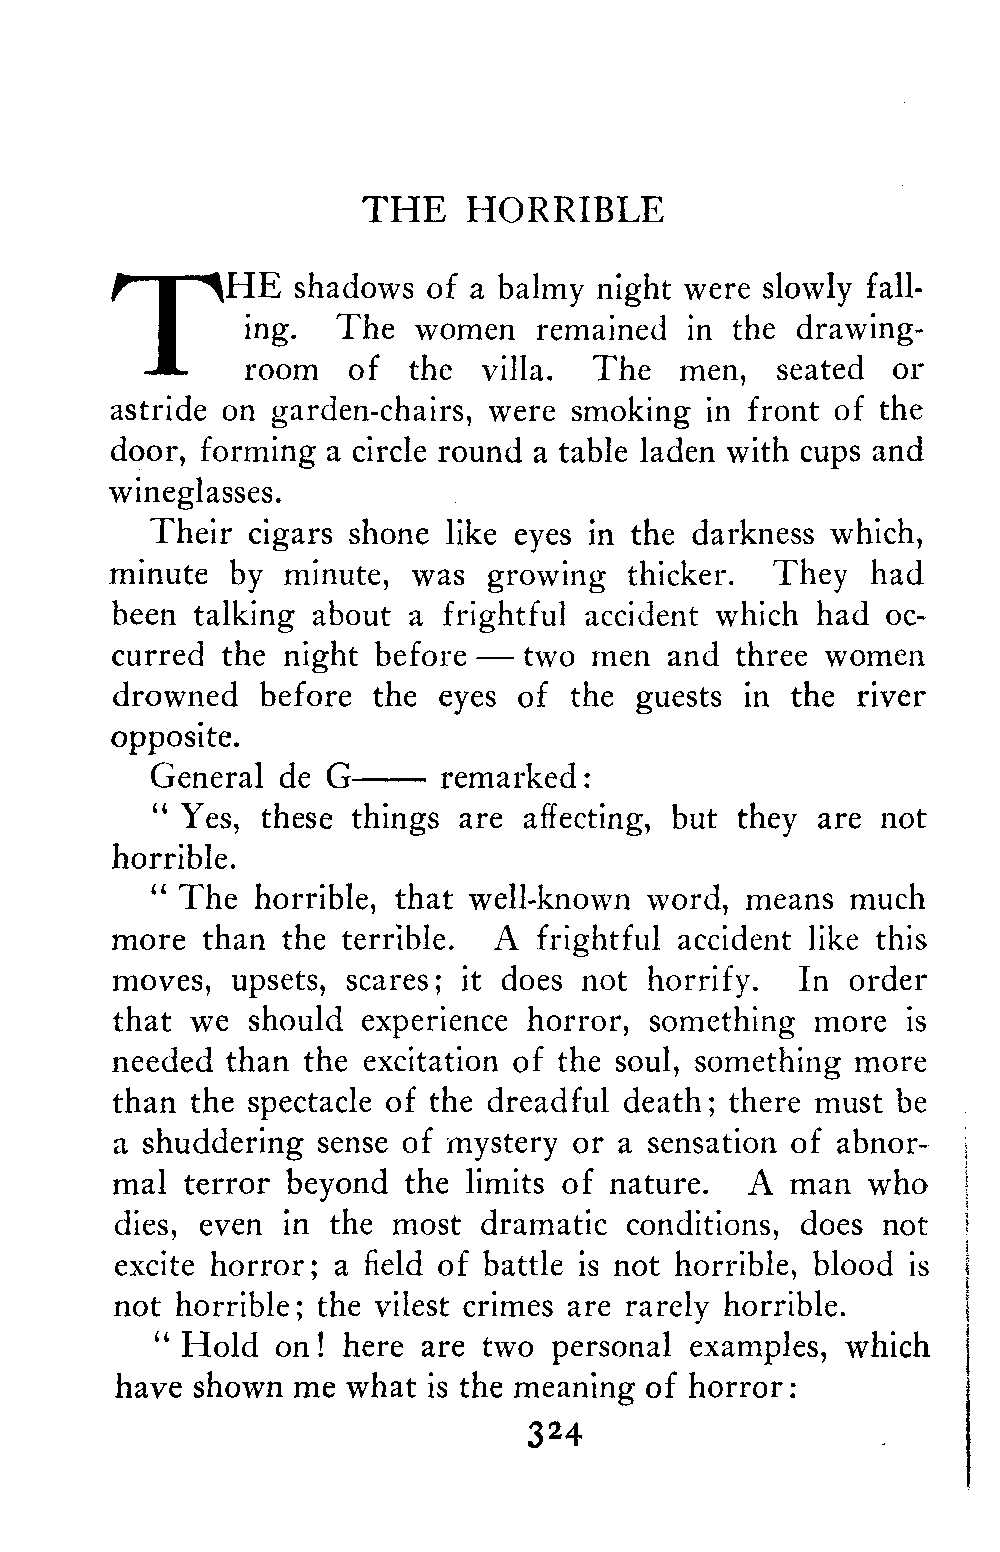 THE HORRIBLE
THE shadows of a balmy night were slowly fall-
ing. The women remained in the drawing-
room of the villa. The men, seated or
astride on garden-chairs, were smoking in front of the
door, forming a circle round a table laden with cups and
wineglasses.
Their cigars shone like eyes in the darkness which,
minute by minute, was growing thicker. They had
been talking about a frightful accident which had oc-
curred the night before — two men and three women
drowned before the eyes of the guests in the river
opposite.
General de G—— remarked:
“ Yes, these things are affecting, but they are not
horrible.
“ The horrible, that well-known word, means much
more than the terrible. A frightful accident like this
moves, upsets, scares; it does not horrify. In order
that we should experience horror, something more is
needed than the excitation of the soul, something more
than the spectacle of the dreadful death; there must be
a shuddering sense of mystery or a sensation of abnor-
mal terror beyond the limits of nature. A man who
dies, even in the most dramatic conditions, does not
excite horror; a field of battle is not horrible, blood is
not horrible; the vilest crimes are rarely horrible.
“ Hold on! here are two personal examples, which
have shown me what is the meaning of horror:
324